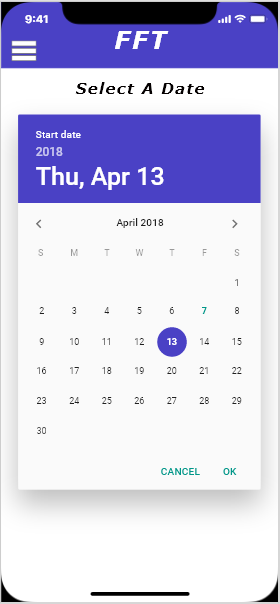 9:41
FFT
Select A Date
Start date
2018
Thu, Apr 13
April 2018
S M T W T F S
1
2 3 4 5 6 7 8
9 10 11 12 13 14 15
16 17 18 19 20 21 22
23 24 25 26 27 28 29
30
CANCEL OK